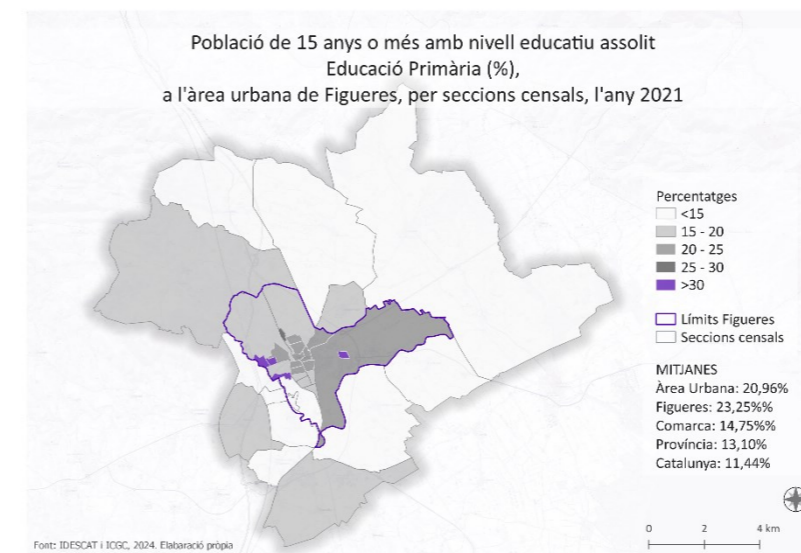 Població de 15 anys o més amb nivell educatiu assolit
Educació Primària (%),
a l'àrea urbana de Figueres, per seccions censals, l'any 2021
Percentatges
<15
15 - 20
20 - 25
25 - 30
>30
Límits Figueres
Seccions censals
MITJANES
Àrea Urbana: 20,96%
Figueres: 23,25%%
Comarca: 14,75%%
Província: 13,10%
Catalunya: 11,44%
0 2 4 km
Font: IDESCAT i ICGC, 2024. Elabaració pròpia